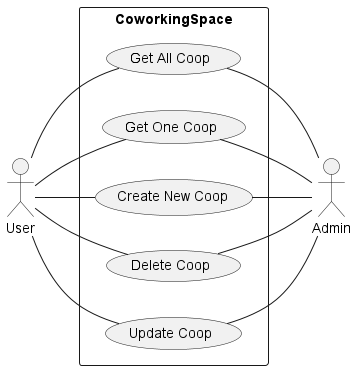 CoworkingSpace
Get All Coop
Get One Coop
Create New Coop
User
Admin
Delete Coop
Update Coop